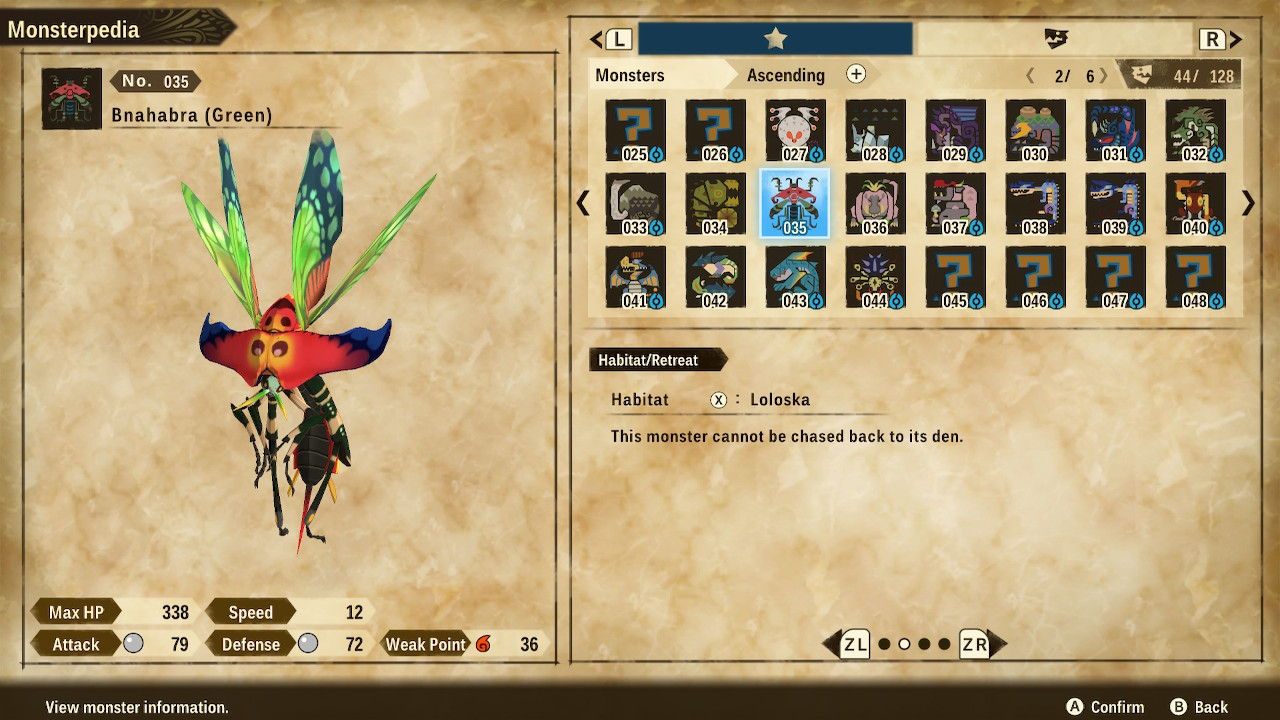 Monsterpedia
No. 035
Bnahabra (Green)
L
R
Monsters Ascending + 2/ 6 44/ 128
025 026 027 028 029 030 031 032
033 034 035 036 037 038 039 040
041 042 043 044 045 046 047 048
Habitat/Retreat
Habitat X : Loloska
This monster cannot be chased back to its den.
Max HP 338 Speed 12
Attack 79 Defense 72 Weak Point 36
ZL ZR
View monster information.
A Confirm B Back